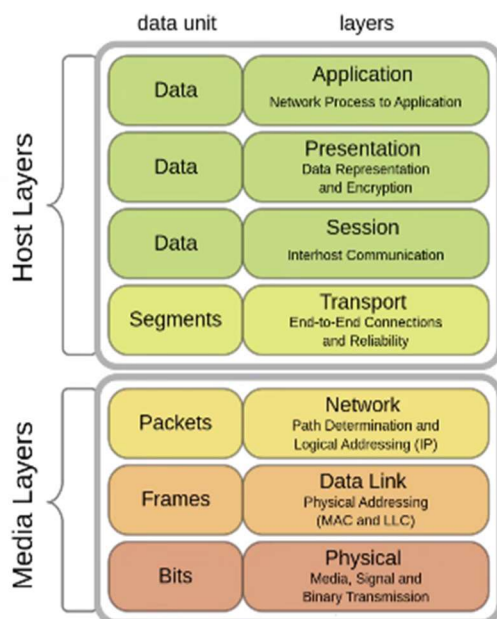 data unit layers
Host Layers
Data
Application
Network Process to Application
Data
Presentation
Data Representation
and Encryption
Data
Session
Interhost Communication
Segments
Transport
End-to-End Connections
and Reliability
Media Layers
Packets
Network
Path Determination and
Logical Addressing (IP)
Frames
Data Link
Physical Addressing
(MAC and LLC)
Bits
Physical
Media, Signal and
Binary Transmission